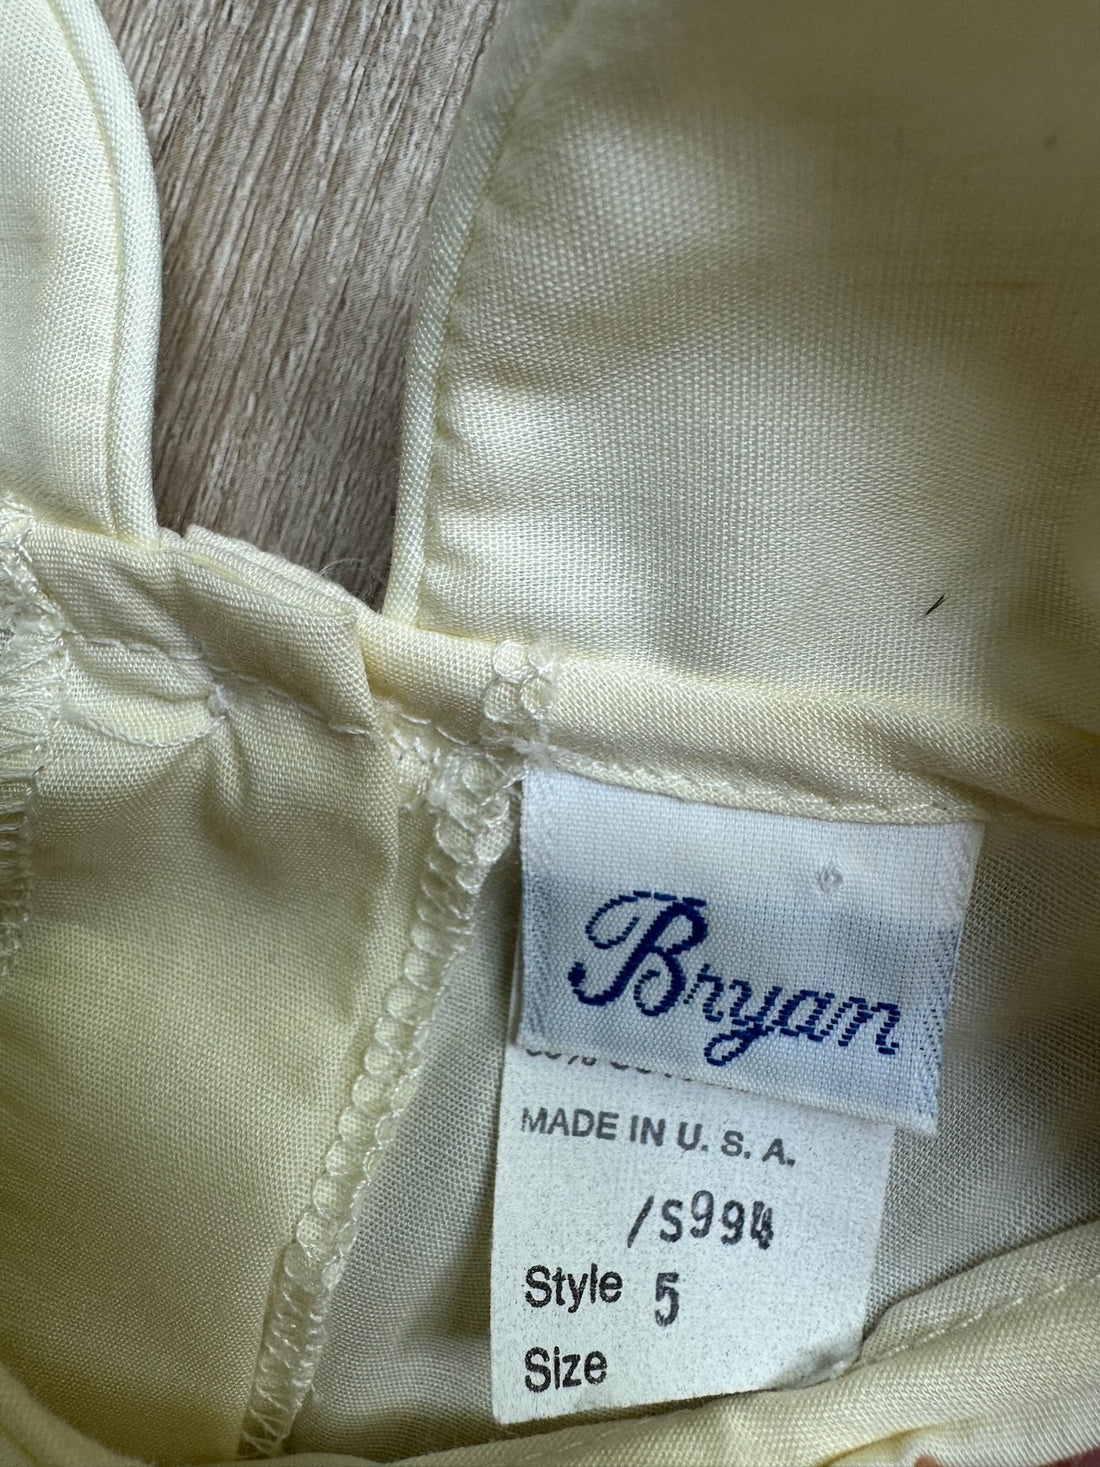 Bryan
MADE IN U. S. A.
/S994
Style 5
Size